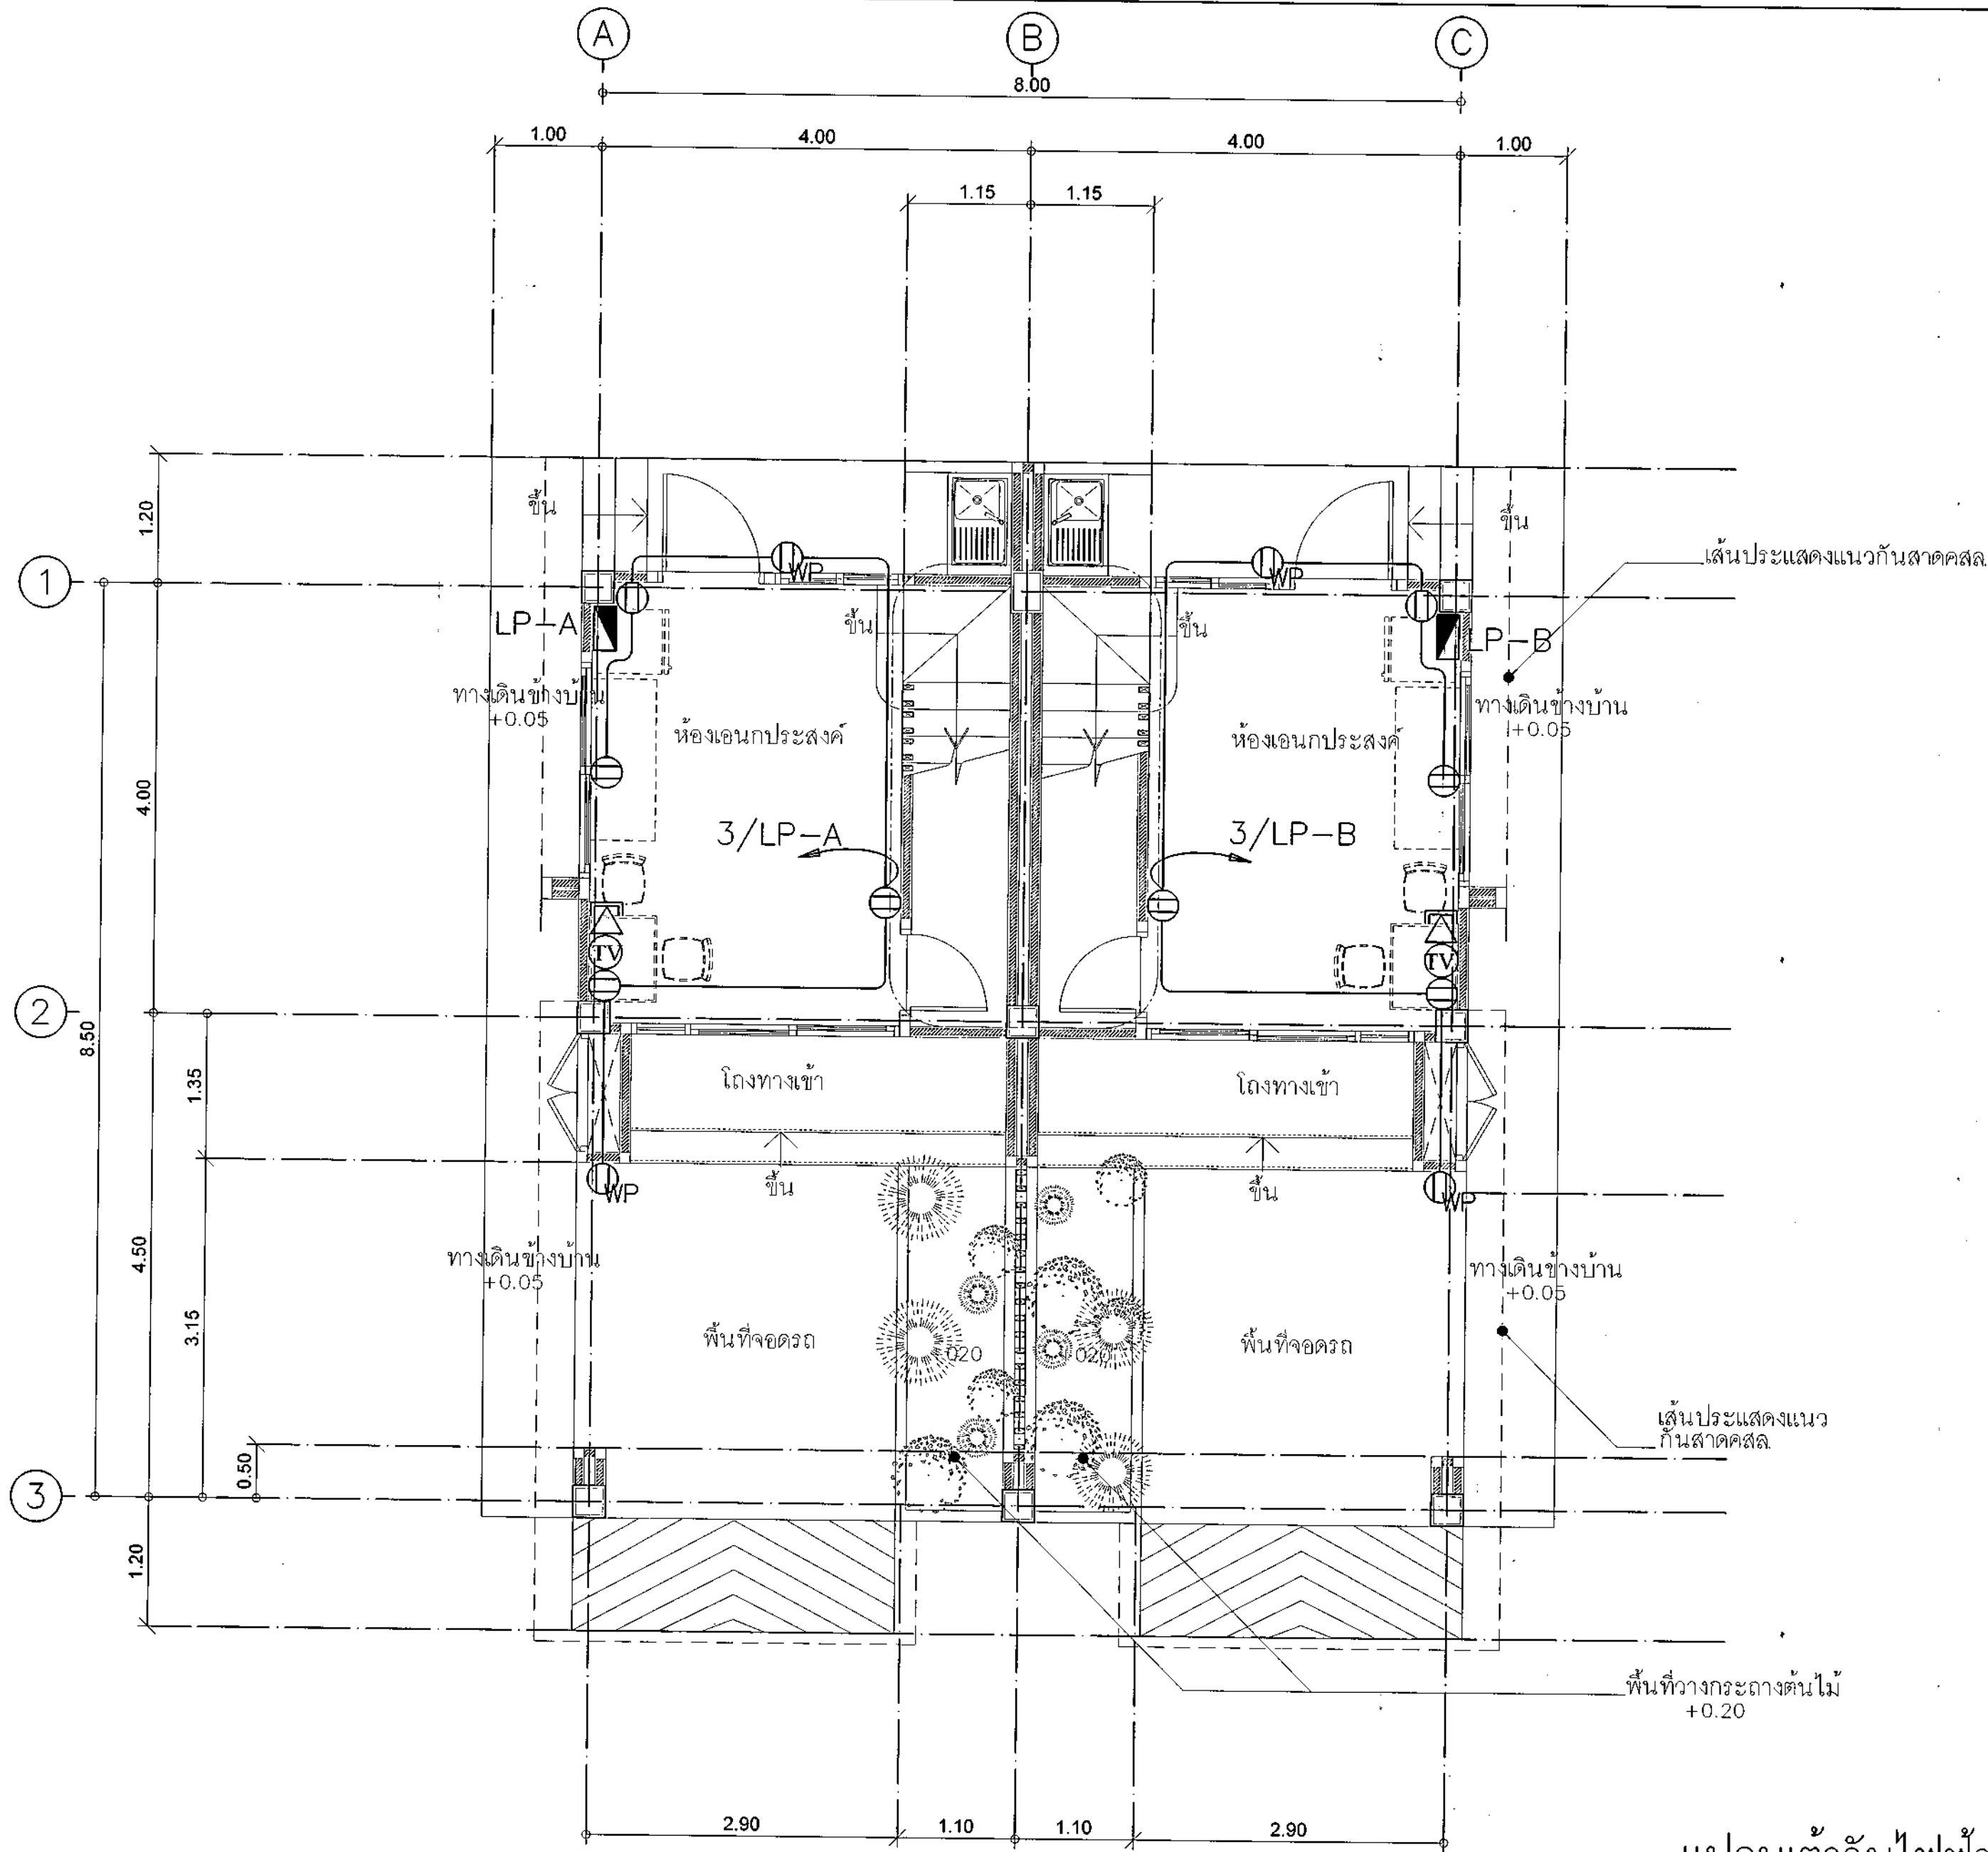 A
B
C
8.00
1.00
4.00
4.00
1.00
1.15
1.15
1.20
ขึ้น
ขึ้น
เส้นประแสดงแนวกันสาดคสล.
1
WP
WP
LP-A
ขึ้น
ขึ้น
LP-B
ทางเดินข้างบ้าน
+0.05
ทางเดินข้างบ้าน
+0.05
ห้องเอนกประสงค์
ห้องเอนกประสงค์
4.00
3/LP-A
3/LP-B
TV
TV
2
8.50
1.35
โถงทางเข้า
โถงทางเข้า
WP
ขึ้น
ขึ้น
WP
4.50
ทางเดินข้างบ้าน
+0.05
ทางเดินข้างบ้าน
+0.05
3.15
พื้นที่จอดรถ
020
020
พื้นที่จอดรถ
เส้นประแสดงแนว
กันสาดคสล.
0.50
3
1.20
พื้นที่วางกระถางต้นไม้
+0.20
2.90
1.10
1.10
2.90